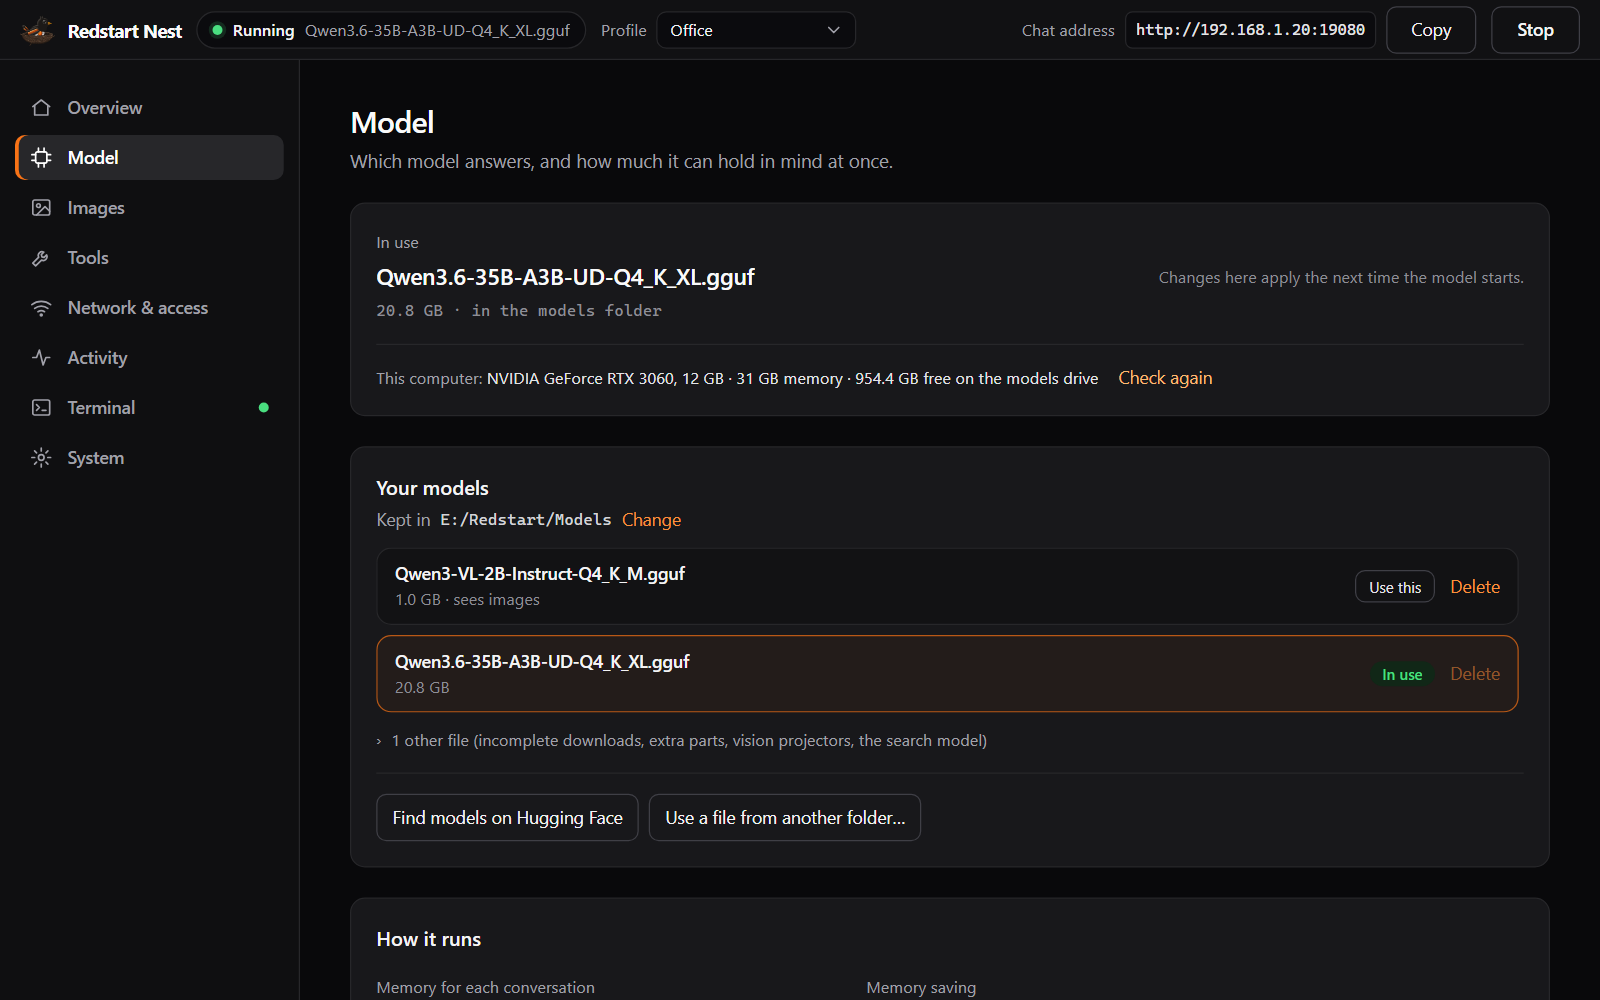 Redstart Nest
Running Qwen3.6-35B-A3B-UD-Q4_K_XL.gguf
Profile Office
Chat address http://192.168.1.20:19080 Copy Stop
Overview
Model
Images
Tools
Network & access
Activity
Terminal
System
Model
Which model answers, and how much it can hold in mind at once.
In use
Qwen3.6-35B-A3B-UD-Q4_K_XL.gguf
20.8 GB · in the models folder
Changes here apply the next time the model starts.
This computer: NVIDIA GeForce RTX 3060, 12 GB · 31 GB memory · 954.4 GB free on the models drive Check again
Your models
Kept in E:/Redstart/Models Change
Qwen3-VL-2B-Instruct-Q4_K_M.gguf
1.0 GB · sees images
Use this Delete
Qwen3.6-35B-A3B-UD-Q4_K_XL.gguf
20.8 GB
In use Delete
› 1 other file (incomplete downloads, extra parts, vision projectors, the search model)
Find models on Hugging Face Use a file from another folder...
How it runs
Memory for each conversation Memory saving